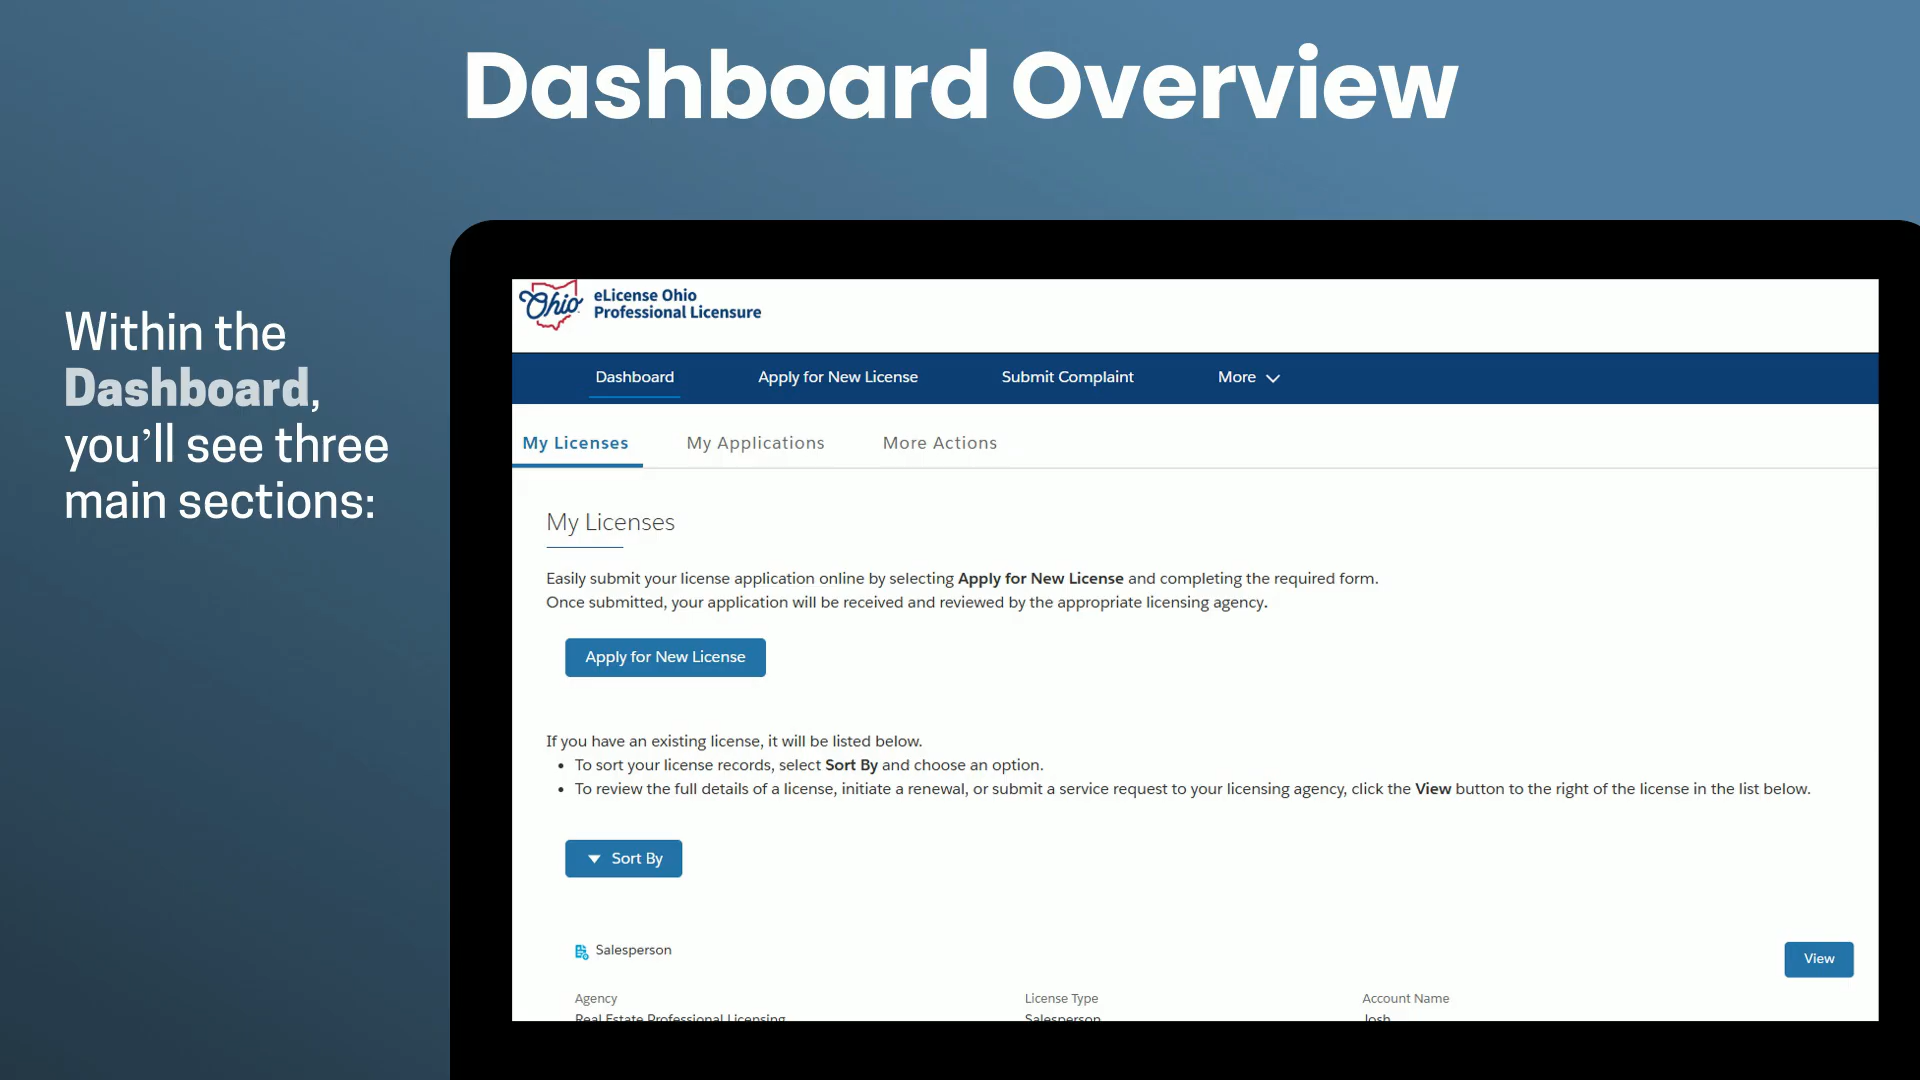 Dashboard Overview
Within the
Dashboard,
you’ll see three
main sections:
Ohio
eLicense Ohio
Professional Licensure
Dashboard
Apply for New License
Submit Complaint
More
My Licenses
My Applications
More Actions
My Licenses
Easily submit your license application online by selecting Apply for New License and completing the required form.
Once submitted, your application will be received and reviewed by the appropriate licensing agency.
Apply for New License
If you have an existing license, it will be listed below.
• To sort your license records, select Sort By and choose an option.
• To review the full details of a license, initiate a renewal, or submit a service request to your licensing agency, click the View button to the right of the license in the list below.
Sort By
Salesperson
View
Agency
License Type
Account Name
Real Estate Professional Licensing
Salesperson
Josh